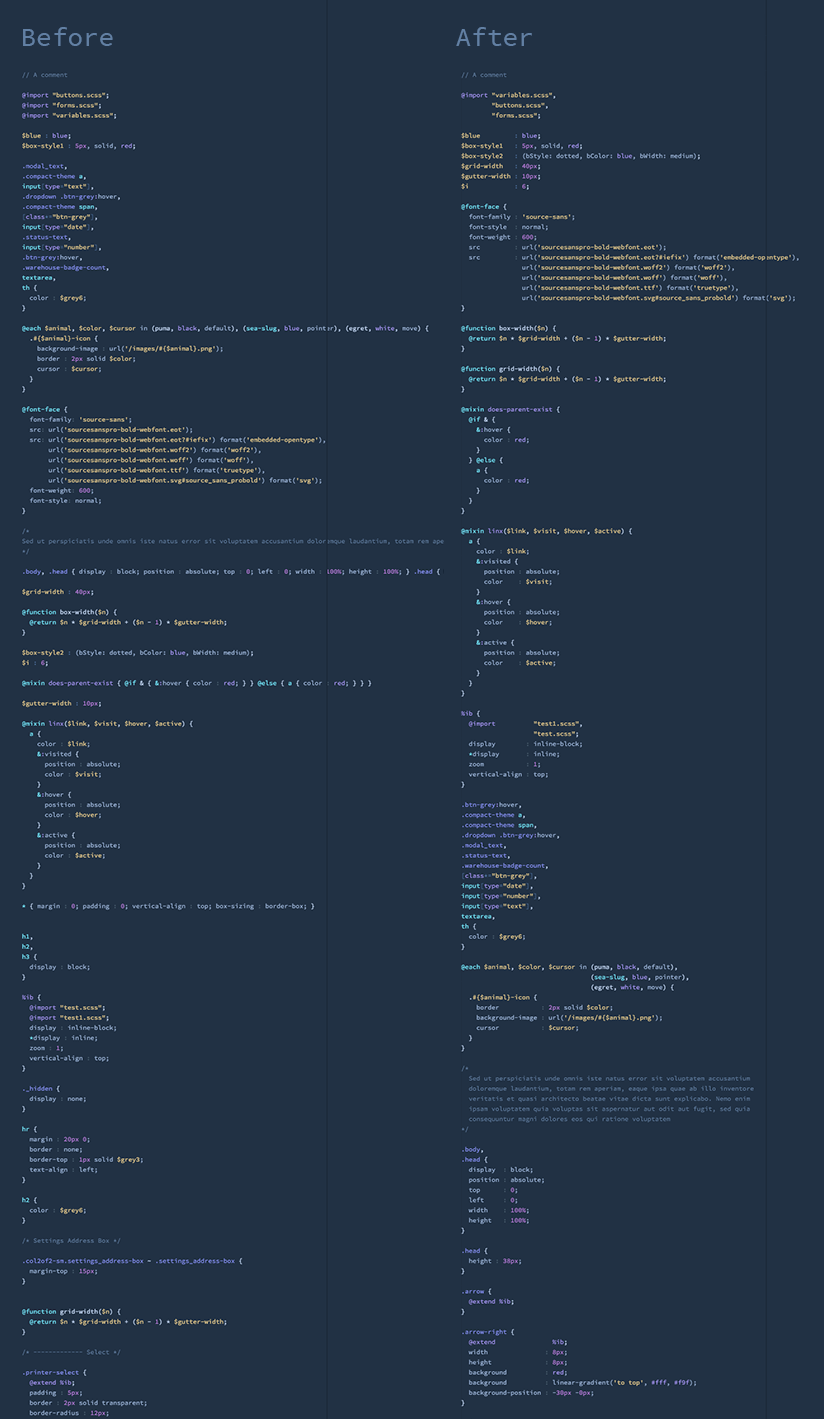 Before
// A comment
@import "buttons.scss";
@import "forms.scss";
@import "variables.scss";
$blue : blue;
$box-style1 : 5px, solid, red;
.modal_text,
.compact-theme a,
input[type="text"],
.dropdown .btn-grey:hover,
.compact-theme span,
[class*="btn-grey"],
input[type="date"],
.status-text,
input[type="number"],
.btn-grey:hover,
.warehouse-badge-count,
textarea,
th {
color : $grey6;
}
@each $animal, $color, $cursor in (puma, black, default), (sea-slug, blue, pointer), (egret, white, move) {
.#{$animal}-icon {
background-image : url('/images/#{$animal}.png');
border : 2px solid $color;
cursor : $cursor;
}
}
@font-face {
font-family: 'source-sans';
src: url('sourcesanspro-bold-webfont.eot');
src: url('sourcesanspro-bold-webfont.eot?#iefix') format('embedded-opentype'),
url('sourcesanspro-bold-webfont.woff2') format('woff2'),
url('sourcesanspro-bold-webfont.woff') format('woff'),
url('sourcesanspro-bold-webfont.ttf') format('truetype'),
url('sourcesanspro-bold-webfont.svg#source_sans_probold') format('svg');
font-weight: 600;
font-style: normal;
}
/*
Sed ut perspiciatis unde omnis iste natus error sit voluptatem accusantium doloremque laudantium, totam rem ape
*/
.body, .head { display : block; position : absolute; top : 0; left : 0; width : 100%; height : 100%; } .head {
$grid-width : 40px;
@function box-width($n) {
@return $n * $grid-width + ($n - 1) * $gutter-width;
}
$box-style2 : (bStyle: dotted, bColor: blue, bWidth: medium);
$i : 6;
@mixin does-parent-exist { @if & { &:hover { color : red; } } @else { a { color : red; } } }
$gutter-width : 10px;
@mixin linx($link, $visit, $hover, $active) {
a {
color : $link;
&:visited {
position : absolute;
color : $visit;
}
&:hover {
position : absolute;
color : $hover;
}
&:active {
position : absolute;
color : $active;
}
}
}
* { margin : 0; padding : 0; vertical-align : top; box-sizing : border-box; }
h1,
h2,
h3 {
display : block;
}
%ib {
@import "test.scss";
@import "test1.scss";
display : inline-block;
*display : inline;
zoom : 1;
vertical-align : top;
}
._hidden {
display : none;
}
hr {
margin : 20px 0;
border : none;
border-top : 1px solid $grey3;
text-align : left;
}
h2 {
color : $grey6;
}
/* Settings Address Box */
.col2of2-sm.settings_address-box ~ .settings_address-box {
margin-top : 15px;
}
@function grid-width($n) {
@return $n * $grid-width + ($n - 1) * $gutter-width;
}
/* ------------- Select */
.printer-select {
@extend %ib;
padding : 5px;
border : 2px solid transparent;
border-radius : 12px;
After
// A comment
@import "variables.scss",
"buttons.scss",
"forms.scss";
$blue : blue;
$box-style1 : 5px, solid, red;
$box-style2 : (bStyle: dotted, bColor: blue, bWidth: medium);
$grid-width : 40px;
$gutter-width : 10px;
$i : 6;
@font-face {
font-family : 'source-sans';
font-style : normal;
font-weight : 600;
src : url('sourcesanspro-bold-webfont.eot');
src : url('sourcesanspro-bold-webfont.eot?#iefix') format('embedded-opentype'),
url('sourcesanspro-bold-webfont.woff2') format('woff2'),
url('sourcesanspro-bold-webfont.woff') format('woff'),
url('sourcesanspro-bold-webfont.ttf') format('truetype'),
url('sourcesanspro-bold-webfont.svg#source_sans_probold') format('svg');
}
@function box-width($n) {
@return $n * $grid-width + ($n - 1) * $gutter-width;
}
@function grid-width($n) {
@return $n * $grid-width + ($n - 1) * $gutter-width;
}
@mixin does-parent-exist {
@if & {
&:hover {
color : red;
}
} @else {
a {
color : red;
}
}
}
@mixin linx($link, $visit, $hover, $active) {
a {
color : $link;
&:visited {
position : absolute;
color : $visit;
}
&:hover {
position : absolute;
color : $hover;
}
&:active {
position : absolute;
color : $active;
}
}
}
%ib {
@import "test1.scss",
"test.scss";
display : inline-block;
*display : inline;
zoom : 1;
vertical-align : top;
}
.btn-grey:hover,
.compact-theme a,
.compact-theme span,
.dropdown .btn-grey:hover,
.modal_text,
.status-text,
.warehouse-badge-count,
[class*="btn-grey"],
input[type="date"],
input[type="number"],
input[type="text"],
textarea,
th {
color : $grey6;
}
@each $animal, $color, $cursor in (puma, black, default),
(sea-slug, blue, pointer),
(egret, white, move) {
.#{$animal}-icon {
border : 2px solid $color;
background-image : url('/images/#{$animal}.png');
cursor : $cursor;
}
}
/*
Sed ut perspiciatis unde omnis iste natus error sit voluptatem accusantium
doloremque laudantium, totam rem aperiam, eaque ipsa quae ab illo inventore
veritatis et quasi architecto beatae vitae dicta sunt explicabo. Nemo enim
ipsam voluptatem quia voluptas sit aspernatur aut odit aut fugit, sed quia
consequuntur magni dolores eos qui ratione voluptatem
*/
.body,
.head {
display : block;
position : absolute;
top : 0;
left : 0;
width : 100%;
height : 100%;
}
.head {
height : 30px;
}
.arrow {
@extend %ib;
}
.arrow-right {
@extend %ib;
width : 8px;
height : 8px;
background : red;
background : linear-gradient('to top', #fff, #f9f);
background-position : -30px -0px;
}